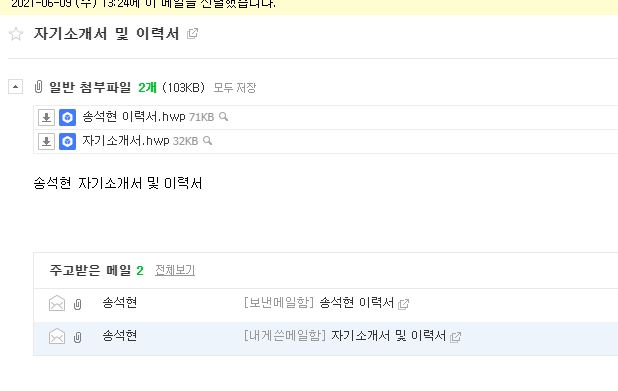 2021-06-09 (수) 13:24에 이 메일을 선택했습니다.
자기소개서 및 이력서
일반 첨부파일 2개 (103KB) 모두 저장
송석현 이력서.hwp 71KB
자기소개서.hwp 32KB
송석현 자기소개서 및 이력서
주고받은 메일 2 전체보기
송석현 [보낸메일함] 송석현 이력서
송석현 [내게쓴메일함] 자기소개서 및 이력서